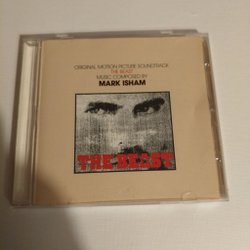 ORIGINAL MOTION PICTURE SOUNDTRACK
THE BEAST
MUSIC COMPOSED BY
MARK ISHAM
THE BEAST